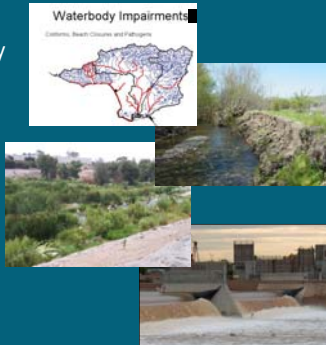 Waterbody Impairments
Coliforms, Beach Closures and Pathogens
y